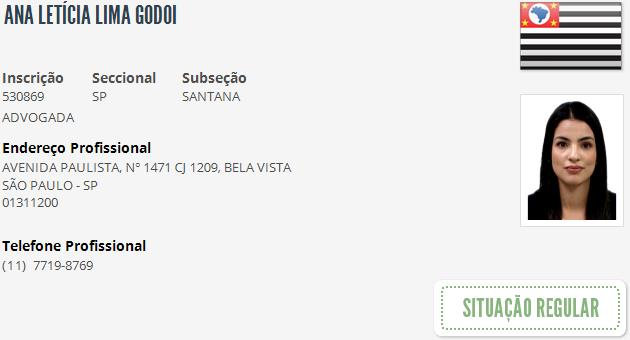 ANA LETÍCIA LIMA GODOI
Inscrição Seccional Subseção
530869 SP SANTANA
ADVOGADA
Endereço Profissional
AVENIDA PAULISTA, Nº 1471 CJ 1209, BELA VISTA
SÃO PAULO - SP
01311200
Telefone Profissional
(11) 7719-8769
SITUAÇÃO REGULAR